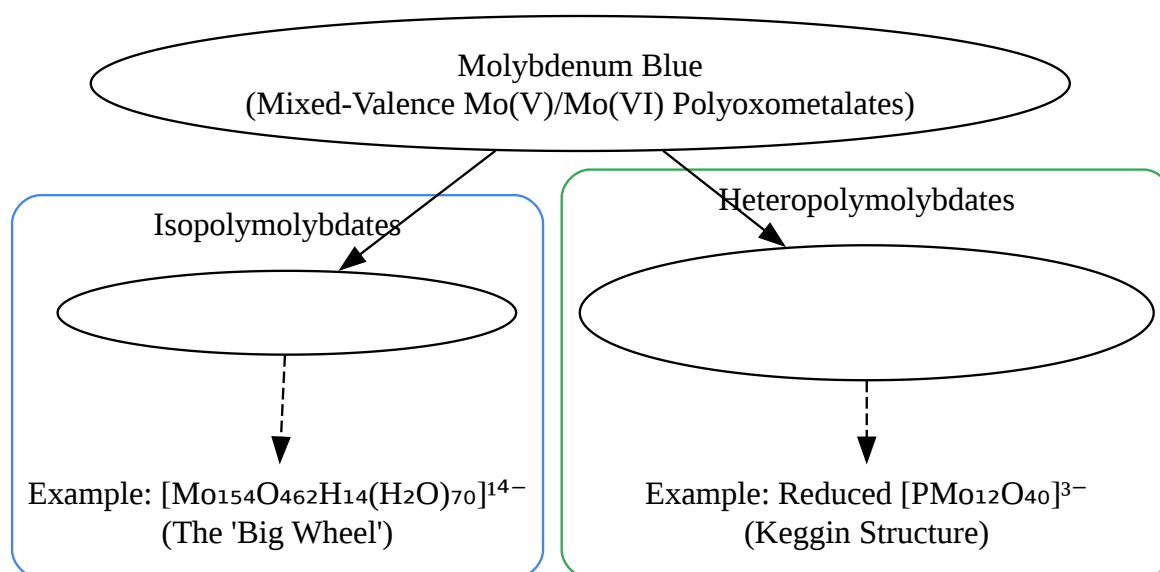 Molybdenum Blue
(Mixed-Valence Mo(V)/Mo(VI) Polyoxometalates)
Isopolymolybdates
Heteropolymolybdates
Example: [Mo₁₅₄O₄₆₂H₁₄(H₂O)₇₀]¹⁴⁻
(The 'Big Wheel')
Example: Reduced [PMo₁₂O₄₀]³⁻
(Keggin Structure)